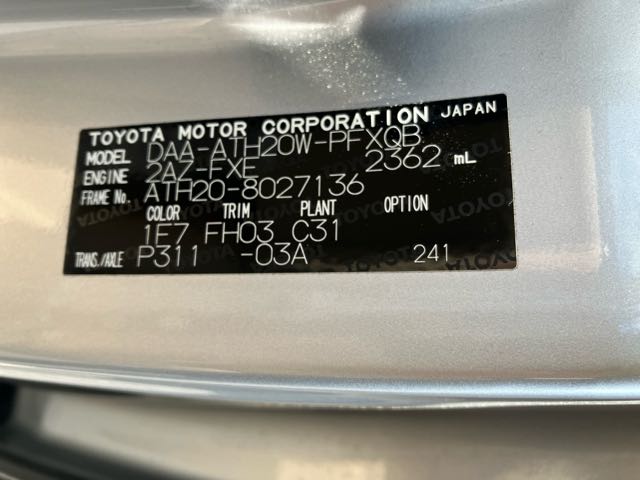 TOYOTA MOTOR CORPORATION JAPAN
MODEL DAA-ATH20W-PFXQB
ENGINE 2AZ-FXE 2362 mL
FRAME No. ATH20-8027136
COLOR TRIM PLANT OPTION
1F7 FH03 C31
TRANS./AXLE P311 -03A 241